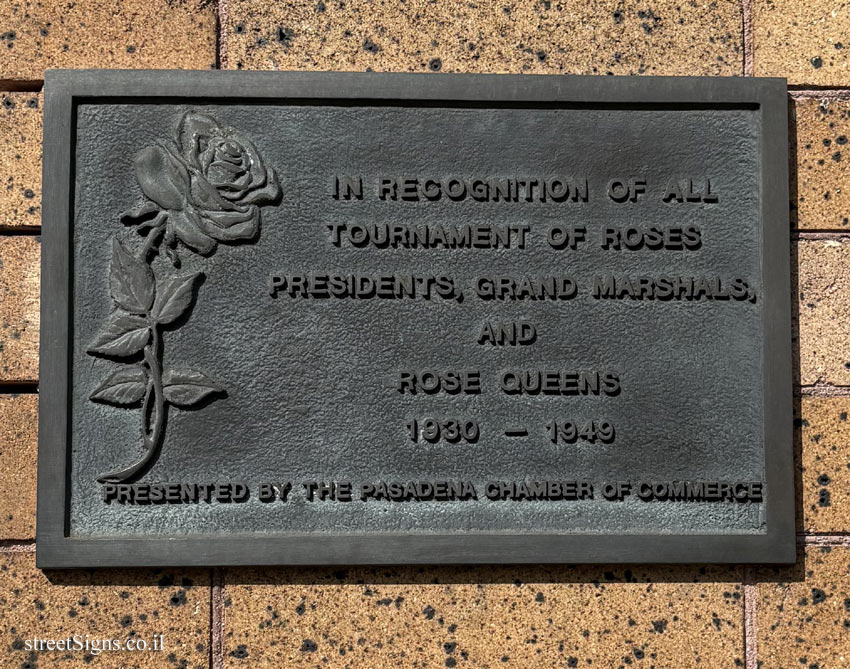 IN RECOGNITION OF ALL
TOURNAMENT OF ROSES
PRESIDENTS, GRAND MARSHALS,
AND
ROSE QUEENS
1930 — 1949
PRESENTED BY THE PASADENA CHAMBER OF COMMERCE
streetSigns.co.il